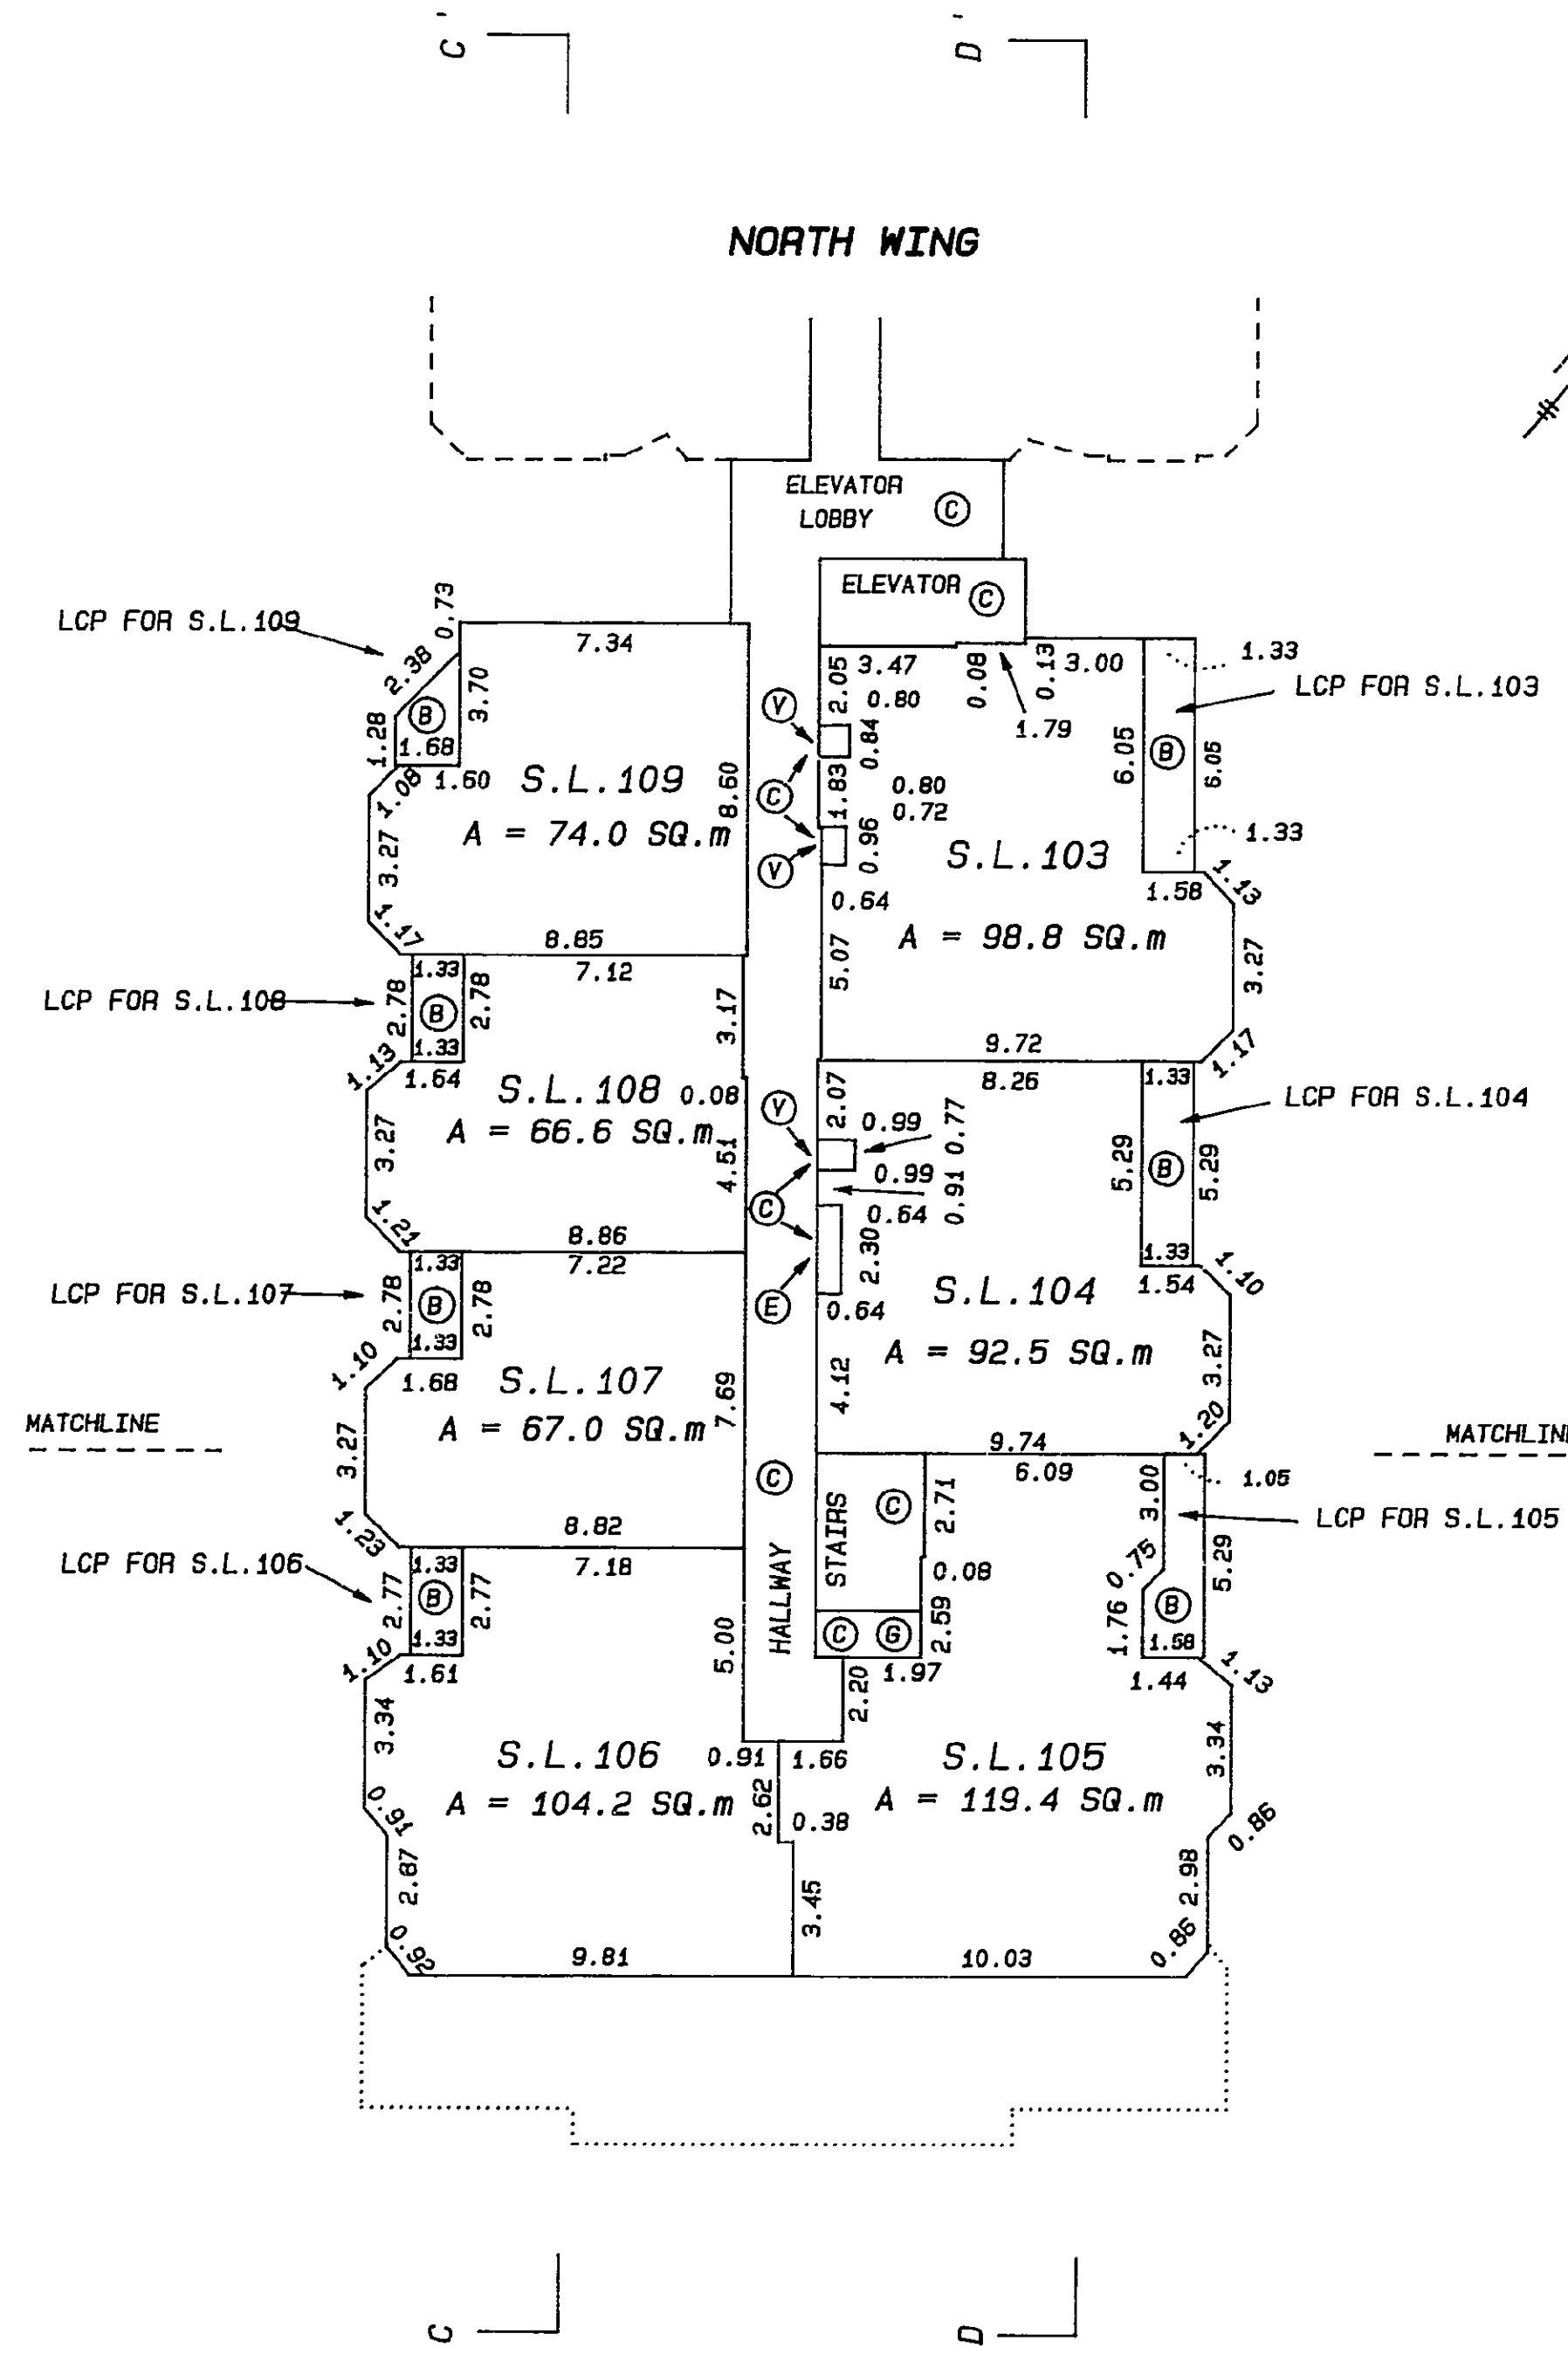 C'
D'
NORTH WING
ELEVATOR
LOBBY
C
ELEVATOR
C
LCP FOR S.L.109
0.73
7.34
2.38
3.70
B
1.28
1.68
1.08
1.60
S.L.109
8.60
A = 74.0 SQ.m
3.27
1.17
8.85
V
C
V
2.05
3.47
0.08
0.13
3.00
1.33
0.80
LCP FOR S.L.103
0.84
1.79
6.05
B
6.05
1.83
0.80
0.72
0.96
1.33
S.L.103
0.64
1.58
1.13
A = 98.8 SQ.m
5.07
3.27
9.72
1.17
1.33
7.12
LCP FOR S.L.108
2.78
B
2.78
3.17
1.33
1.13
1.64
S.L.108
0.08
A = 66.6 SQ.m
3.27
4.51
1.21
8.86
V
C
E
2.07
8.26
1.33
LCP FOR S.L.104
0.99
0.77
0.99
0.91
0.64
5.29
B
5.29
2.30
1.33
S.L.104
1.54
1.10
0.64
A = 92.5 SQ.m
4.12
3.27
9.74
1.20
1.33
7.22
LCP FOR S.L.107
2.78
B
2.78
1.33
1.10
1.68
S.L.107
7.69
A = 67.0 SQ.m
MATCHLINE
MATCHLIN
3.27
1.23
8.82
C
HALLWAY
STAIRS
C
2.71
6.09
3.00
1.05
LCP FOR S.L.105
0.75
5.29
0.08
1.76
B
C
G
2.59
1.58
1.97
1.44
1.13
2.20
LCP FOR S.L.106
1.33
7.18
2.77
B
2.77
1.33
5.00
1.10
1.61
3.34
S.L.106
0.91
1.66
S.L.105
3.34
A = 104.2 SQ.m
2.62
0.38
A = 119.4 SQ.m
0.91
0.86
2.87
3.45
2.98
0.92
9.81
10.03
0.86
C
D